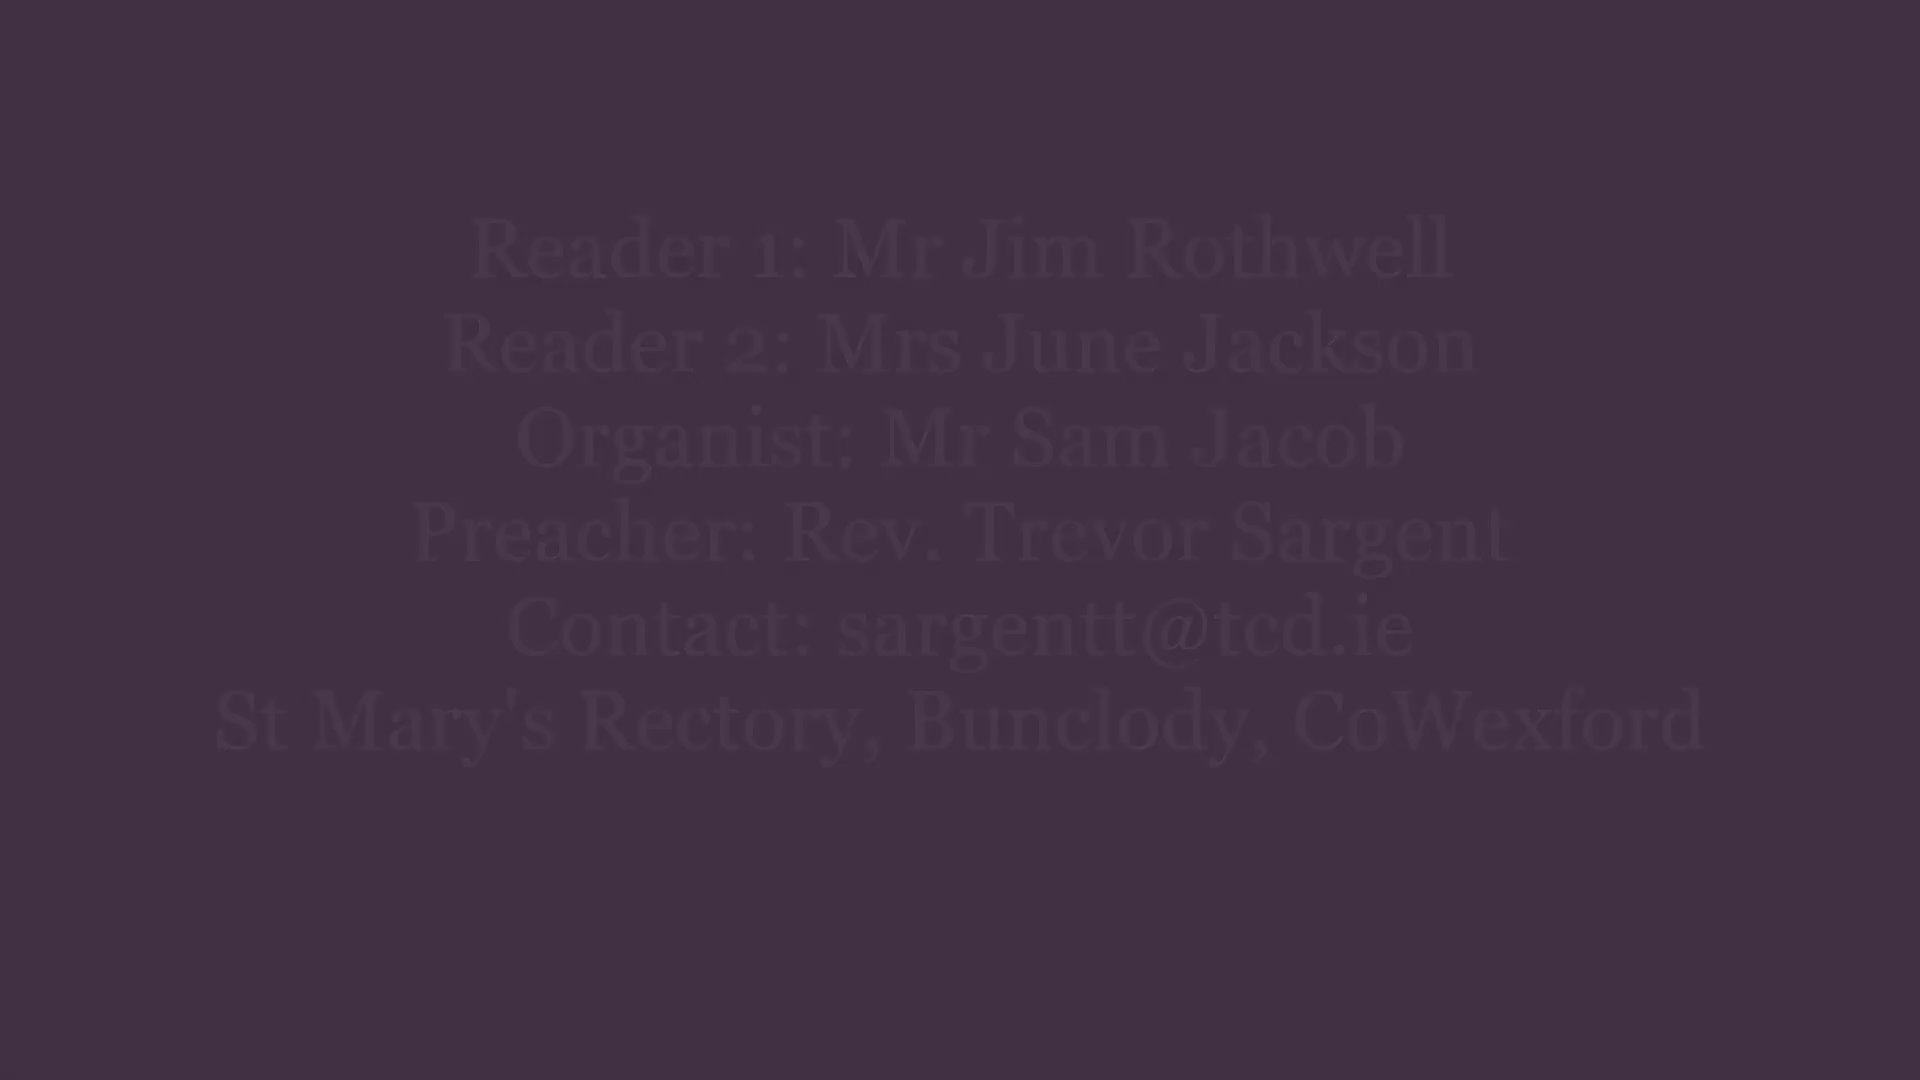 Reader 1: Mr Jim Rothwell
Reader 2: Mrs June Jackson
Organist: Mr Sam Jacob
Preacher: Rev. Trevor Sargent
Contact: sargentt@tcd.ie
St Mary's Rectory, Bunclody, CoWexford